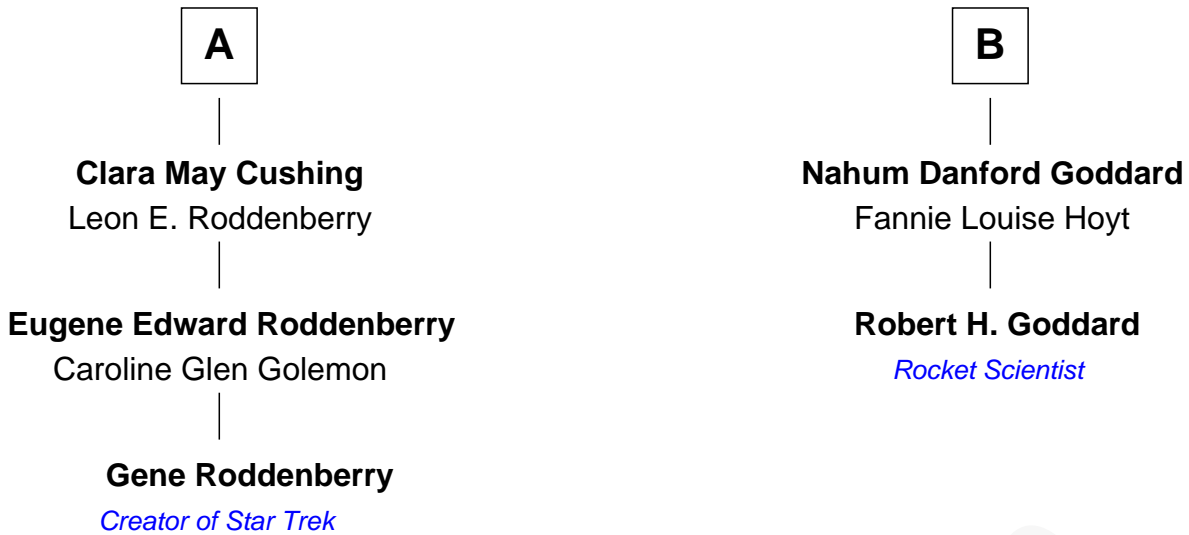 A
Clara May Cushing
Leon E. Roddenberry
Eugene Edward Roddenberry
Caroline Glen Golemon
Gene Roddenberry
Creator of Star Trek
B
Nahum Danford Goddard
Fannie Louise Hoyt
Robert H. Goddard
Rocket Scientist